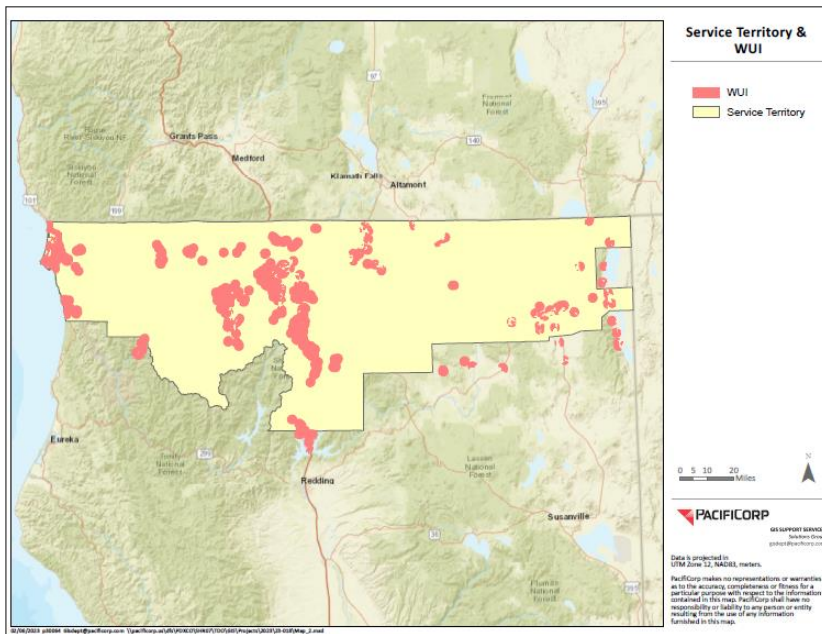 Service Territory &
WUI
WUI
Service Territory
97
Fremont
National
Forest
395
Grants Pass
Medford
140
Klamath Falls
Altamont
Siskiyou
National
Forest
101
199
Eureka
Trinity
National
Forest
299
Redding
Lassen
National
Forest
Susanville
36
Plumas
National
Forest
N
0 5 10 20
Miles
PACIFICORP
GIS SUPPORT SERVICES
Solutions Group
gisdept@pacificorp.com
Data is projected in
UTM Zone 12, NAD83, meters.
PacifiCorp makes no representations or warranties
as to the accuracy, completeness or fitness for a
particular purpose with respect to the information
contained in this map. PacifiCorp shall have no
responsibility or liability to any person or entity
resulting from the use of any information
furnished in this map.